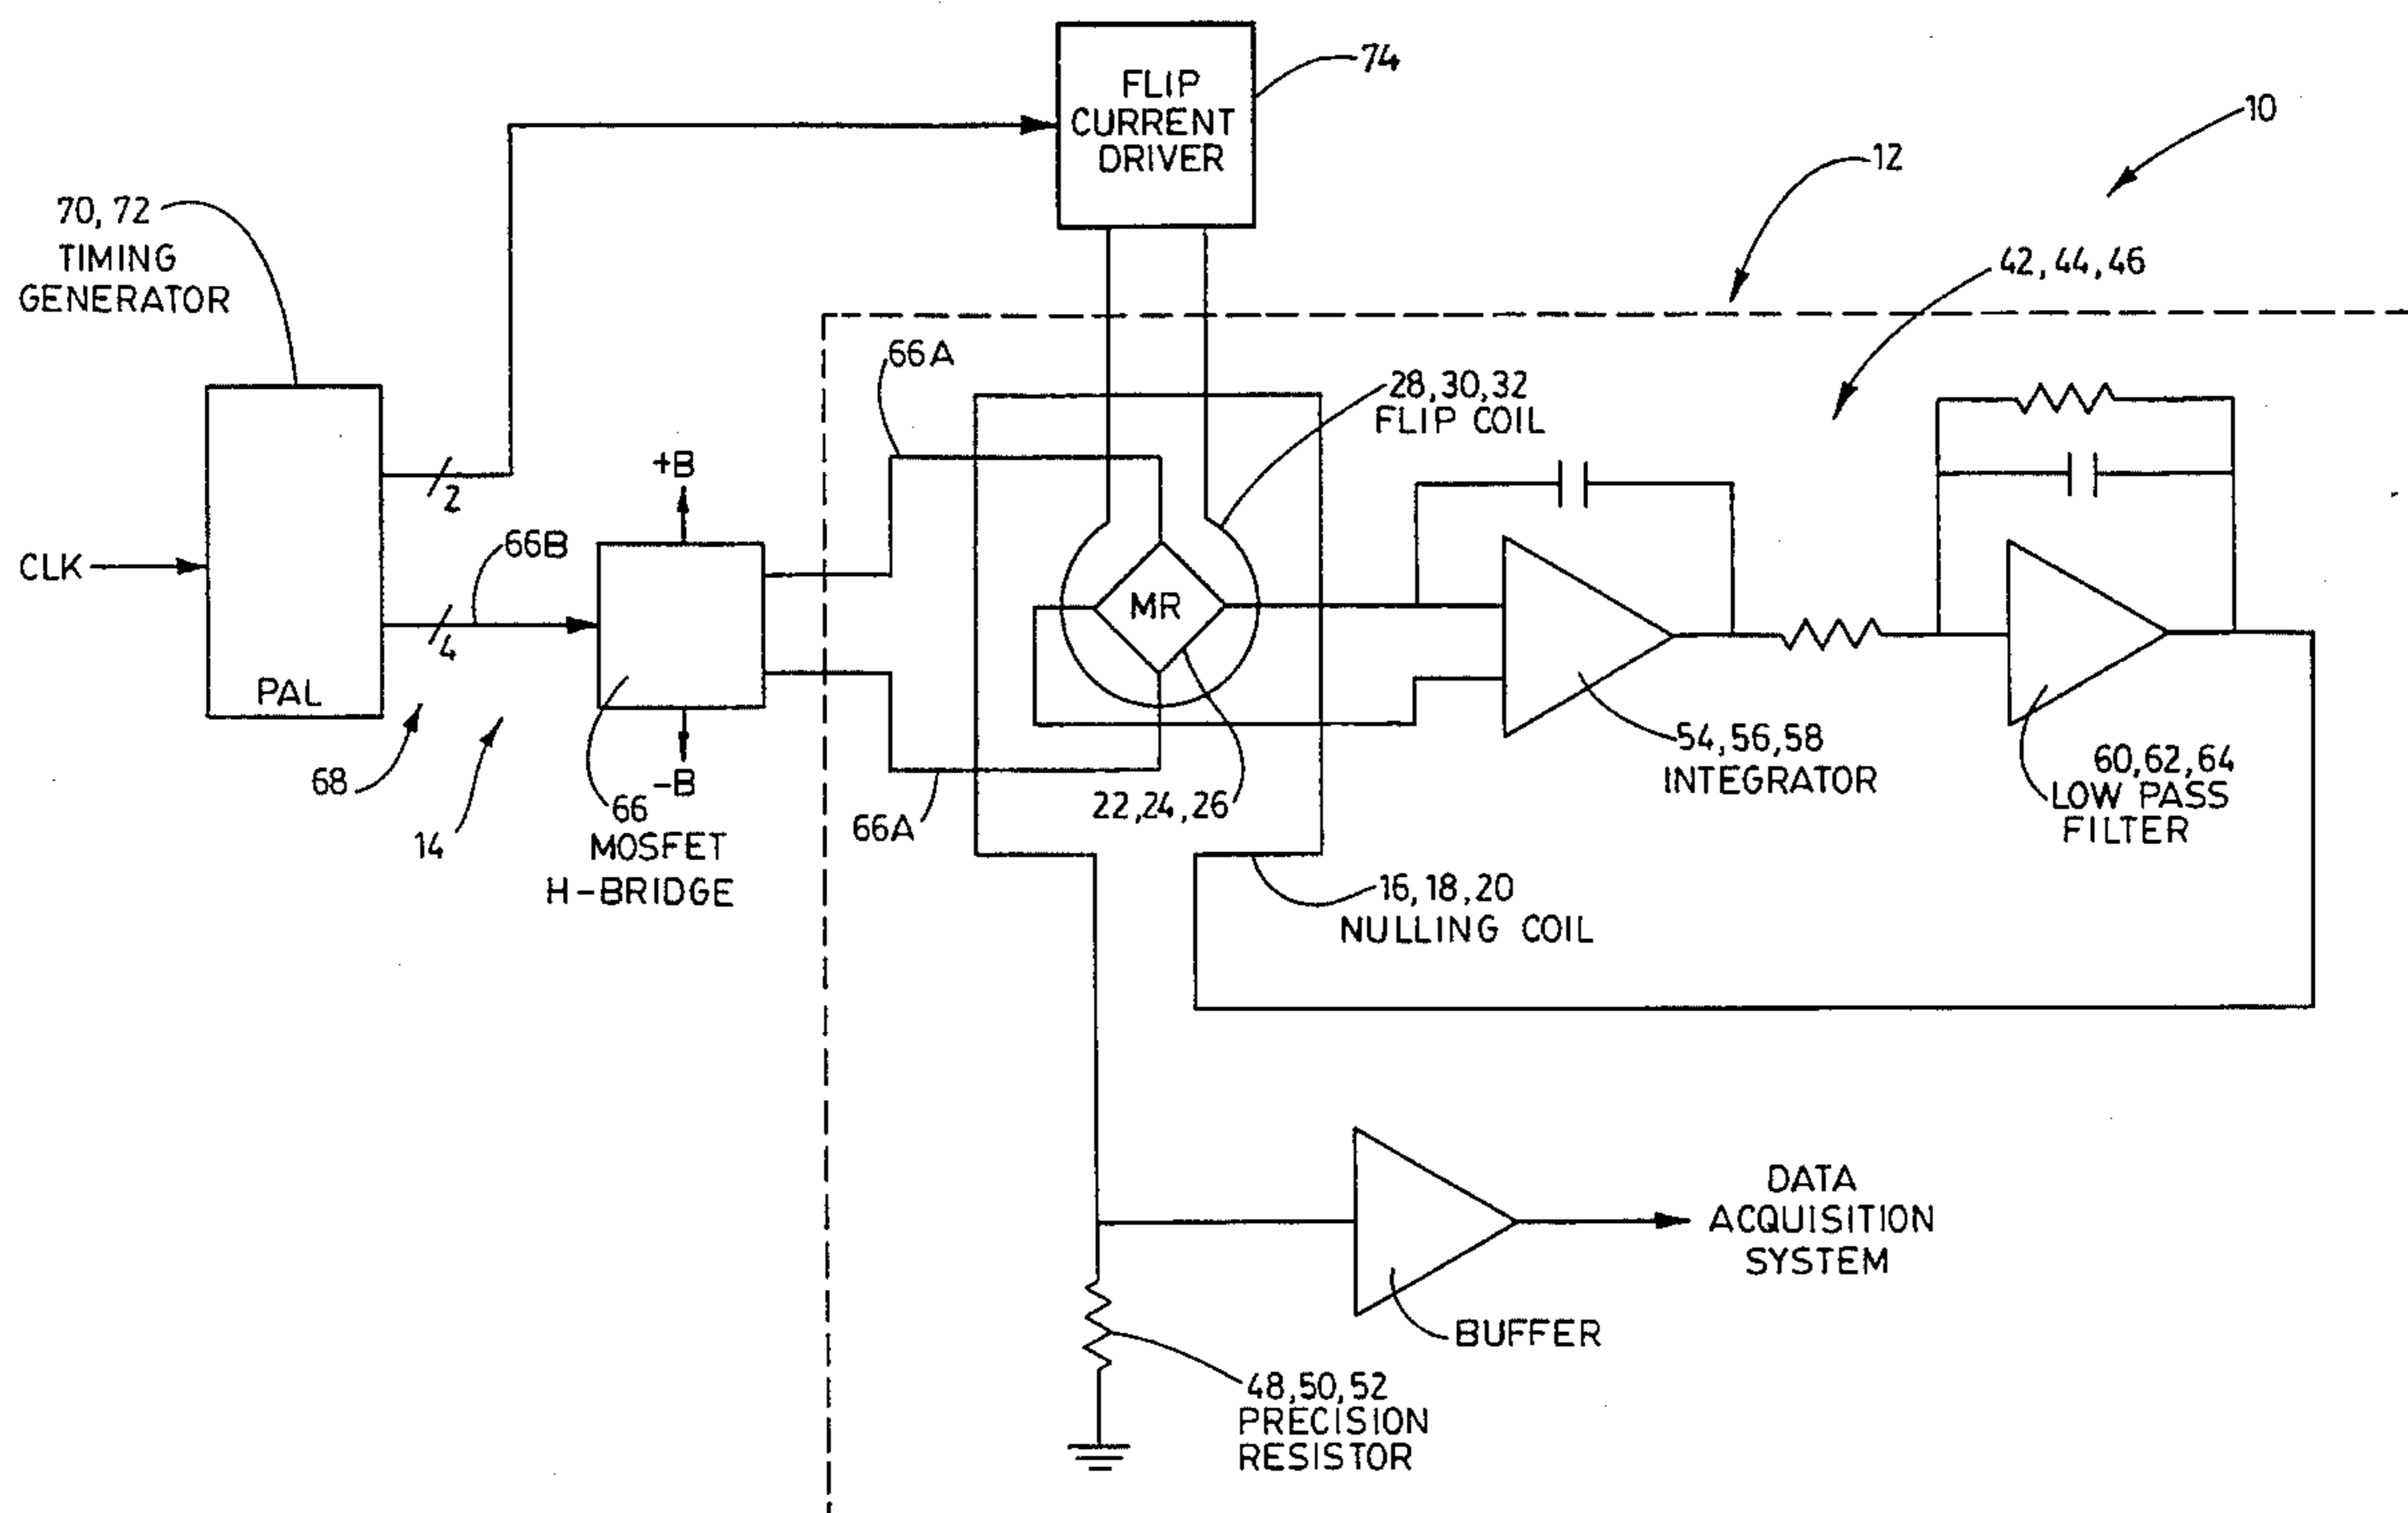 FLIP
CURRENT
DRIVER
74
10
12
70, 72
TIMING
GENERATOR
42, 44, 46
66A
28, 30, 32
FLIP COIL
+B
2
66B
CLK
4
MR
PAL
68
14
-B
66
MOSFET
H-BRIDGE
66A
22, 24, 26
54, 56, 58
INTEGRATOR
60, 62, 64
LOW PASS
FILTER
16, 18, 20
NULLING COIL
DATA
ACQUISITION
SYSTEM
BUFFER
48, 50, 52
PRECISION
RESISTOR